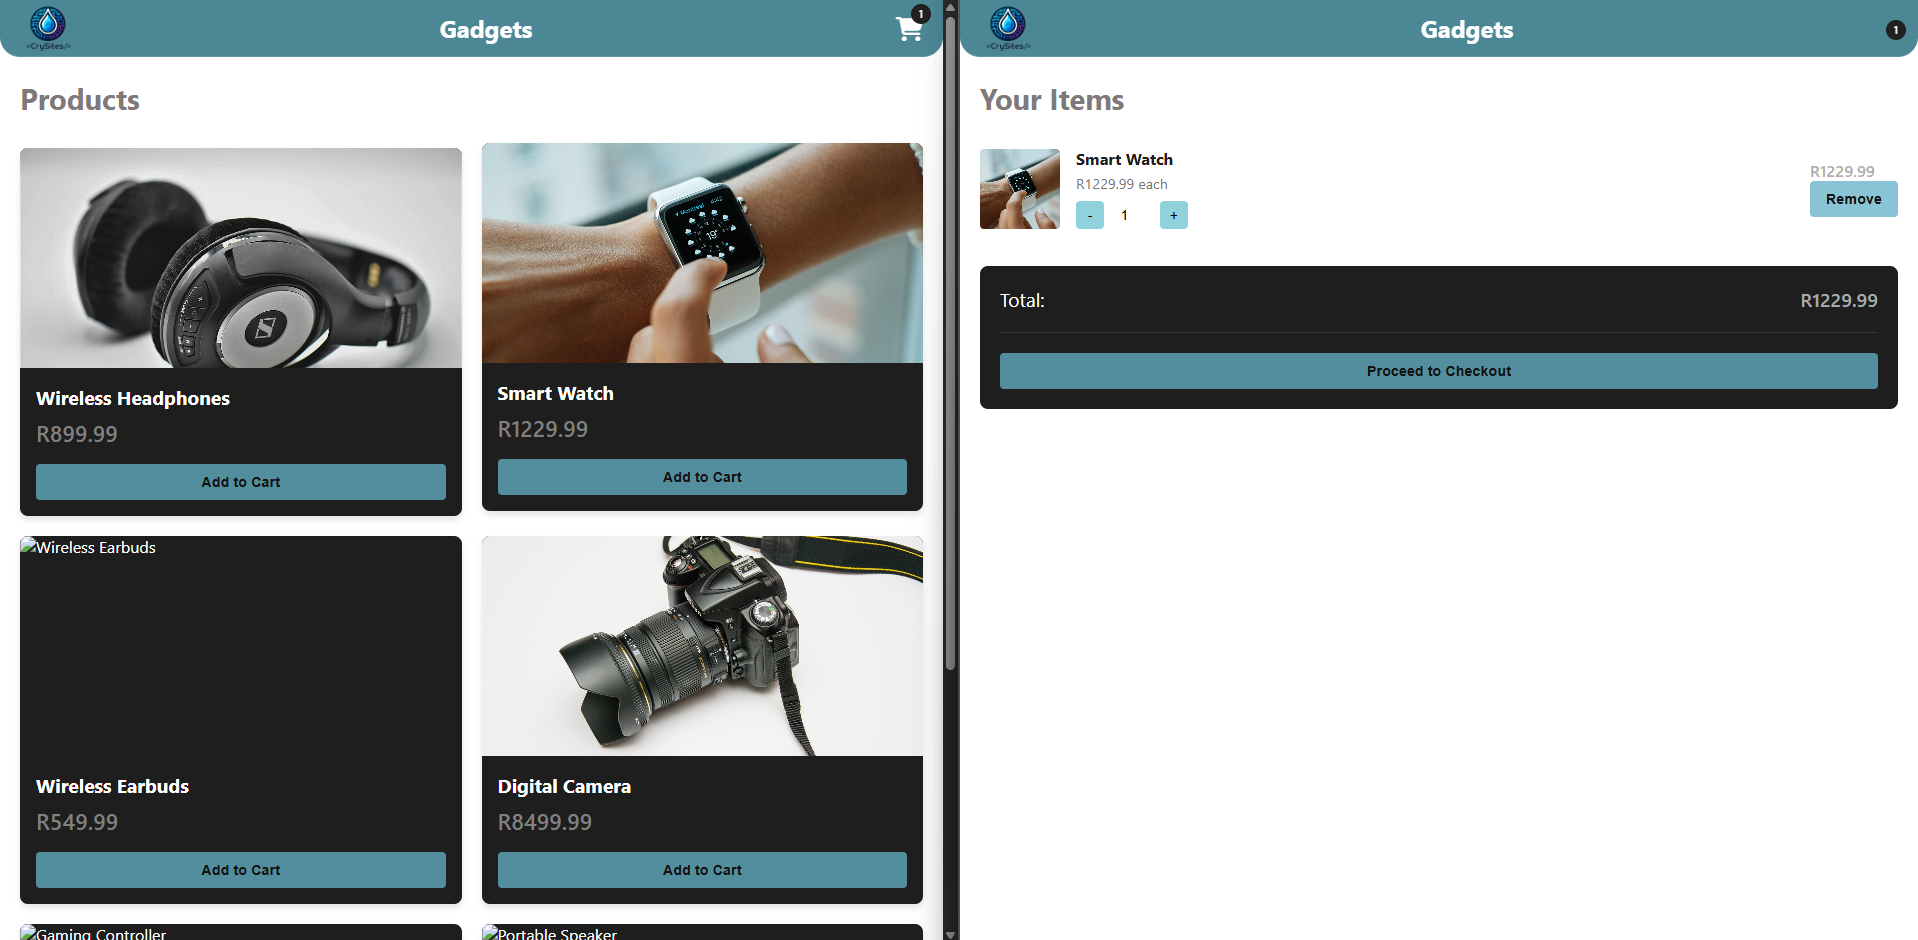 <CrySites/>
Gadgets
1
Products
Wireless Headphones
R899.99
Add to Cart
Smart Watch
R1229.99
Add to Cart
Wireless Earbuds
Wireless Earbuds
R549.99
Add to Cart
Digital Camera
R8499.99
Add to Cart
Gaming Controller
Portable Speaker
<CrySites/>
Gadgets
1
Your Items
Smart Watch
R1229.99 each
- 1 +
R1229.99
Remove
Total: R1229.99
Proceed to Checkout